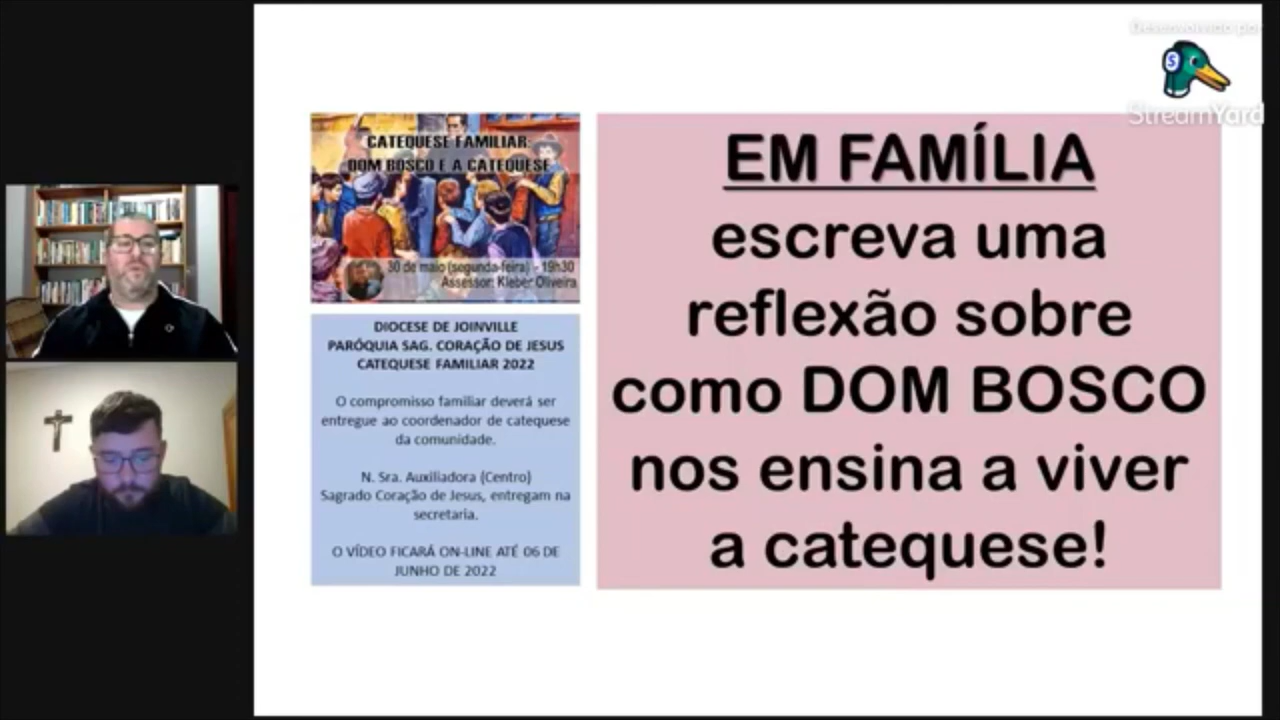 Desenvolvido por
StreamYard
CATEQUESE FAMILIAR:
DOM BOSCO E A CATEQUESE
30 de maio (segunda-feira) - 19h30
Assessor: Kleber Oliveira
DIOCESE DE JOINVILLE
PARÓQUIA SAG. CORAÇÃO DE JESUS
CATEQUESE FAMILIAR 2022
O compromisso familiar deverá ser
entregue ao coordenador de catequese
da comunidade.
N. Sra. Auxiliadora (Centro)
Sagrado Coração de Jesus, entregam na
secretaria.
O VÍDEO FICARÁ ON-LINE ATÉ 06 DE
JUNHO DE 2022
EM FAMÍLIA
escreva uma
reflexão sobre
como DOM BOSCO
nos ensina a viver
a catequese!